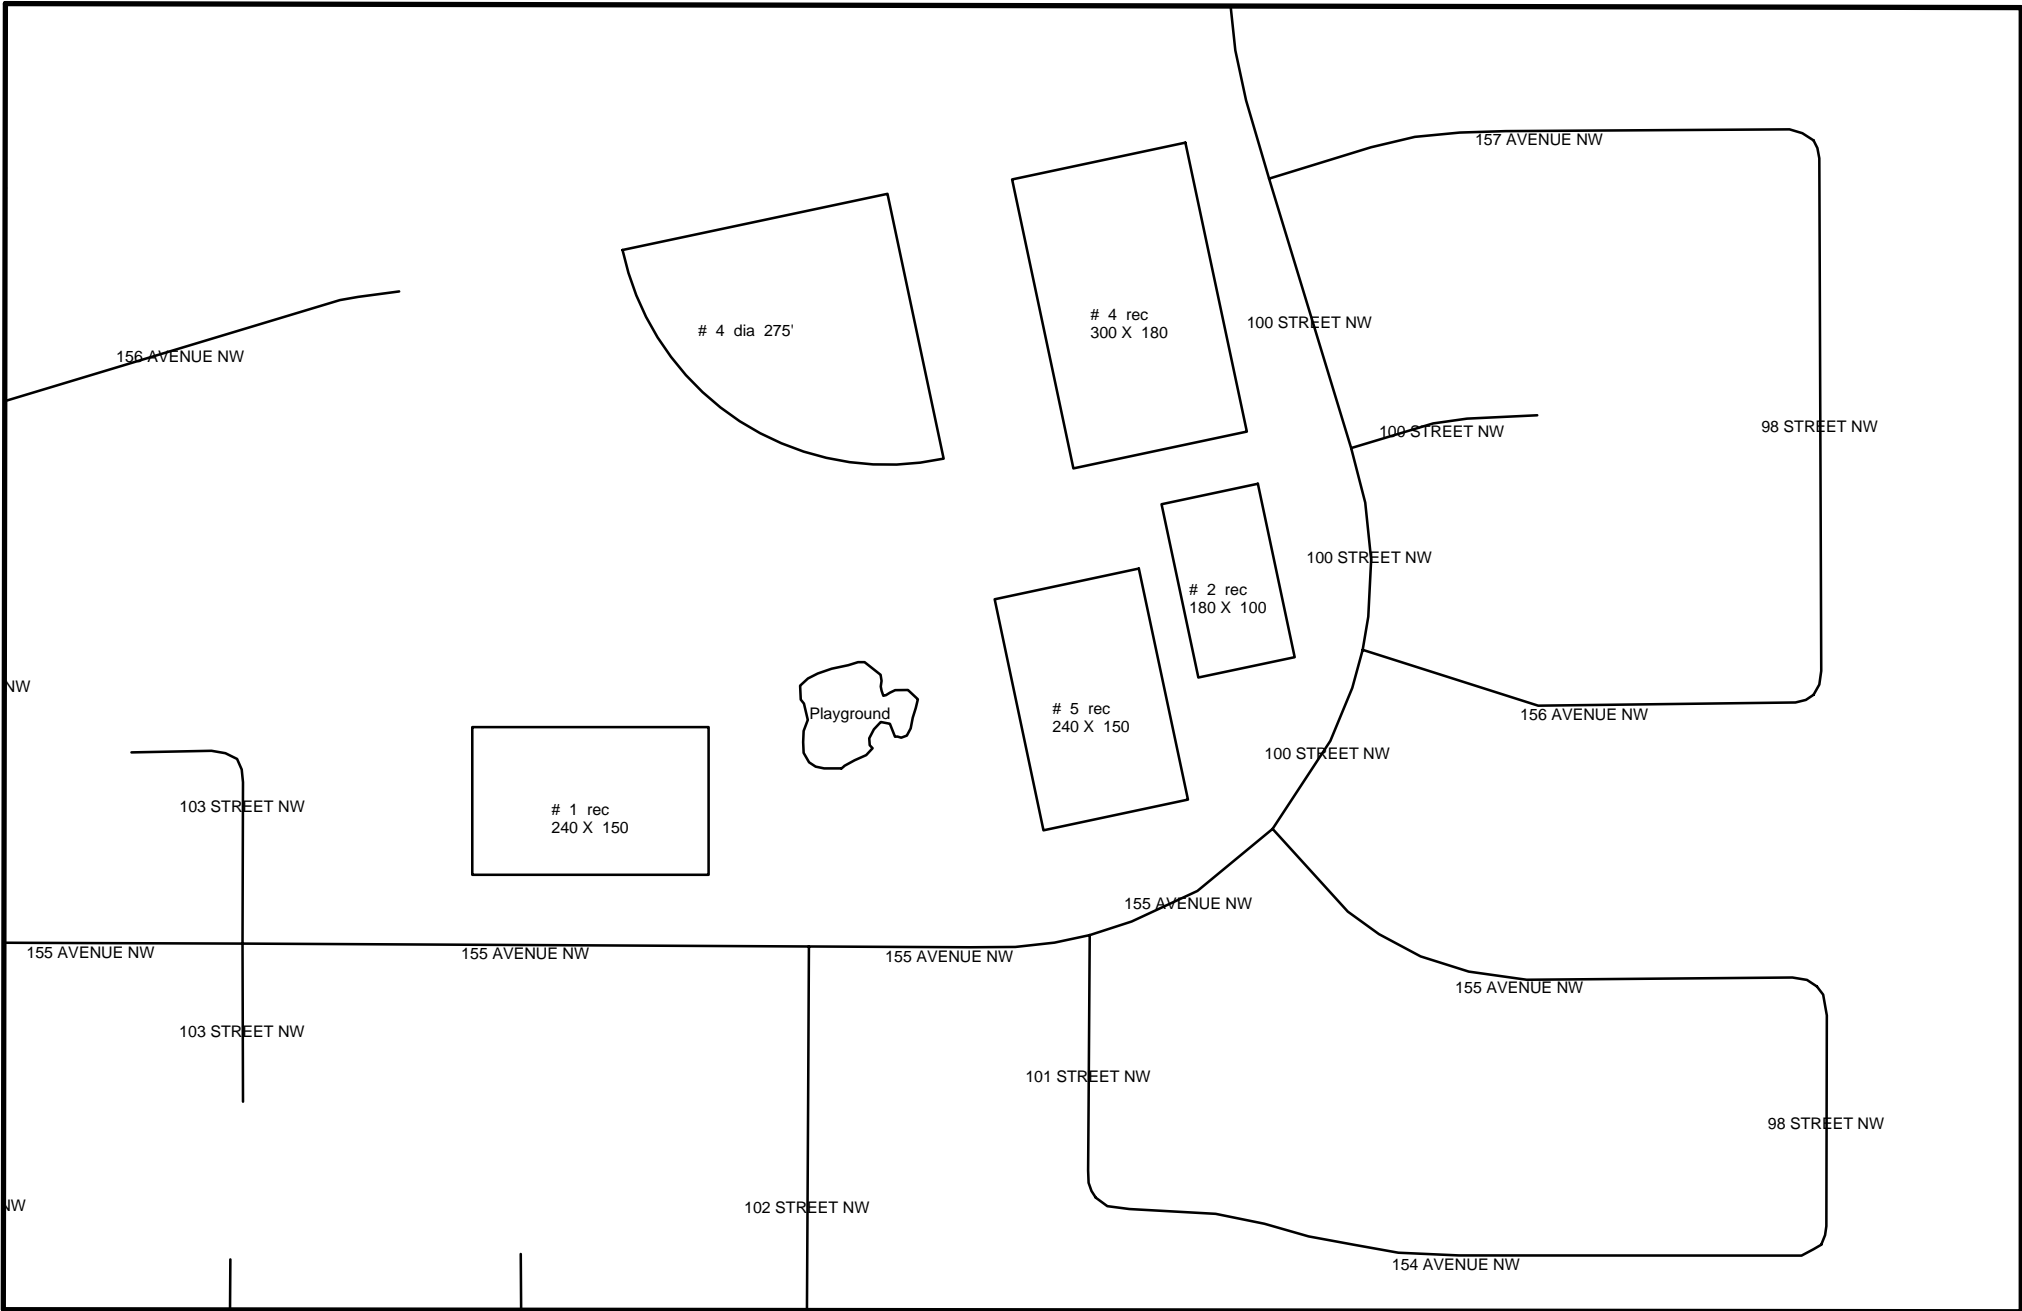 157 AVENUE NW
# 4 rec
300 X 180
100 STREET NW
# 4 dia 275'
156 AVENUE NW
98 STREET NW
100 STREET NW
100 STREET NW
# 2 rec
180 X 100
NW
Playground
# 5 rec
240 X 150
156 AVENUE NW
100 STREET NW
103 STREET NW
# 1 rec
240 X 150
155 AVENUE NW
155 AVENUE NW
155 AVENUE NW
155 AVENUE NW
155 AVENUE NW
103 STREET NW
101 STREET NW
98 STREET NW
NW
102 STREET NW
154 AVENUE NW